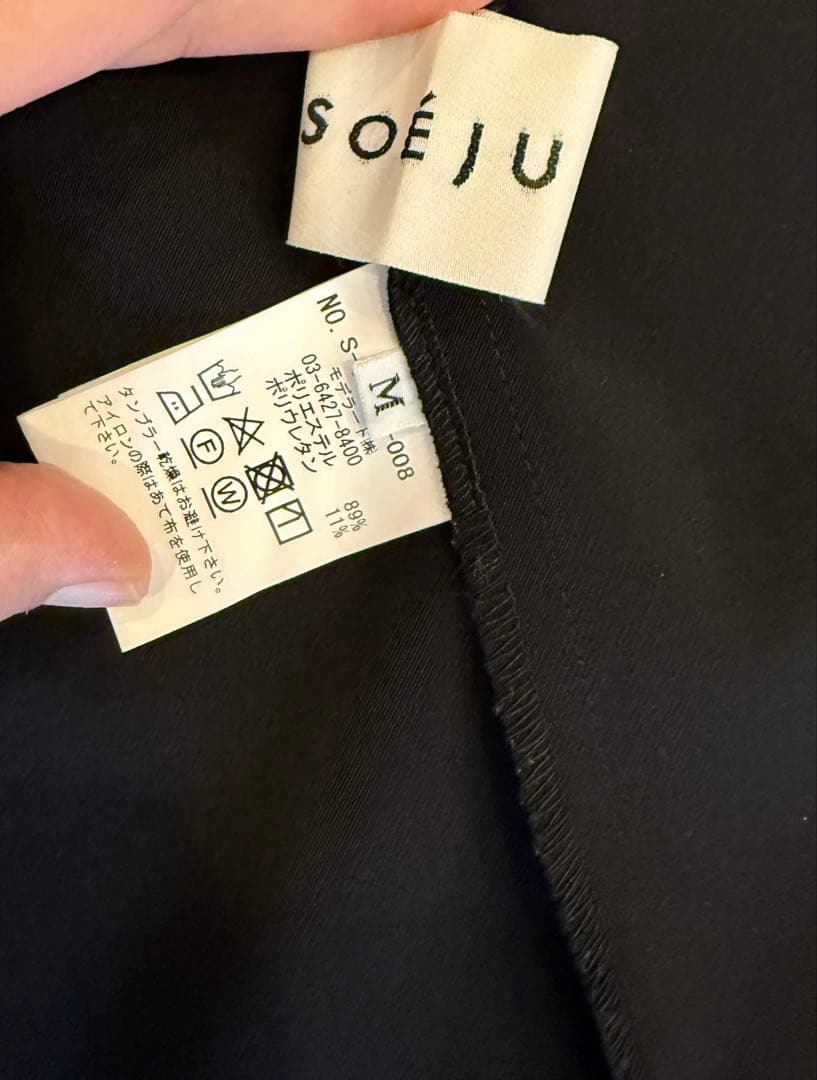 SOÉJU
M
NO. S-
-008
モデラート㈱
03-6427-8400
ポリエステル 89%
ポリウレタン 11%
F
W
タンブラー乾燥はお避け下さい。
アイロンの際はあて布を使用し
て下さい。